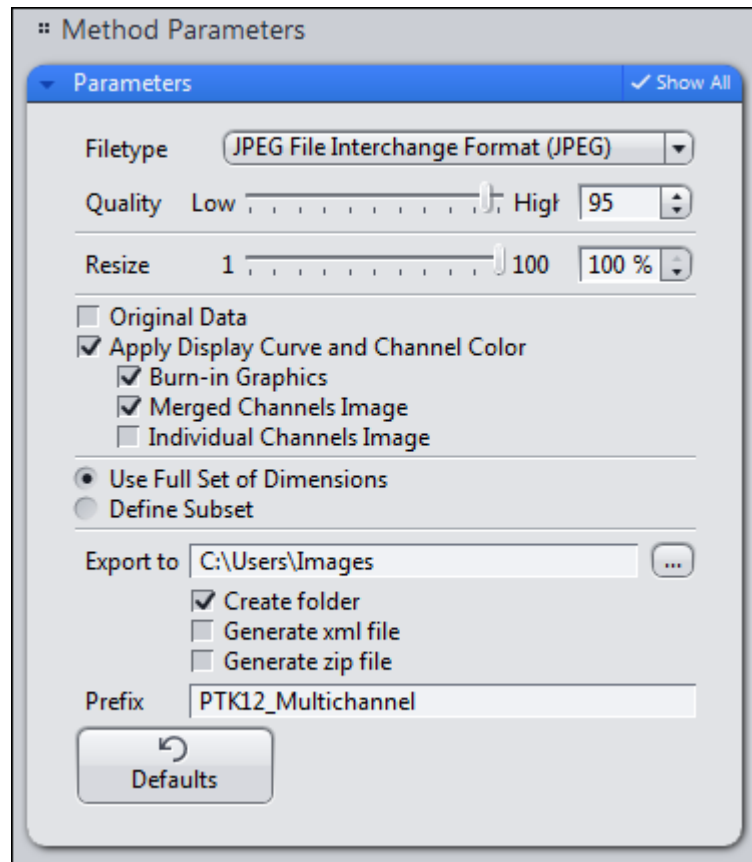 Method Parameters
Parameters Show All
Filetype JPEG File Interchange Format (JPEG)
Quality Low High 95
Resize 1 100 100 %
Original Data
Apply Display Curve and Channel Color
Burn-in Graphics
Merged Channels Image
Individual Channels Image
Use Full Set of Dimensions
Define Subset
Export to C:\Users\Images ...
Create folder
Generate xml file
Generate zip file
Prefix PTK12_Multichannel
Defaults